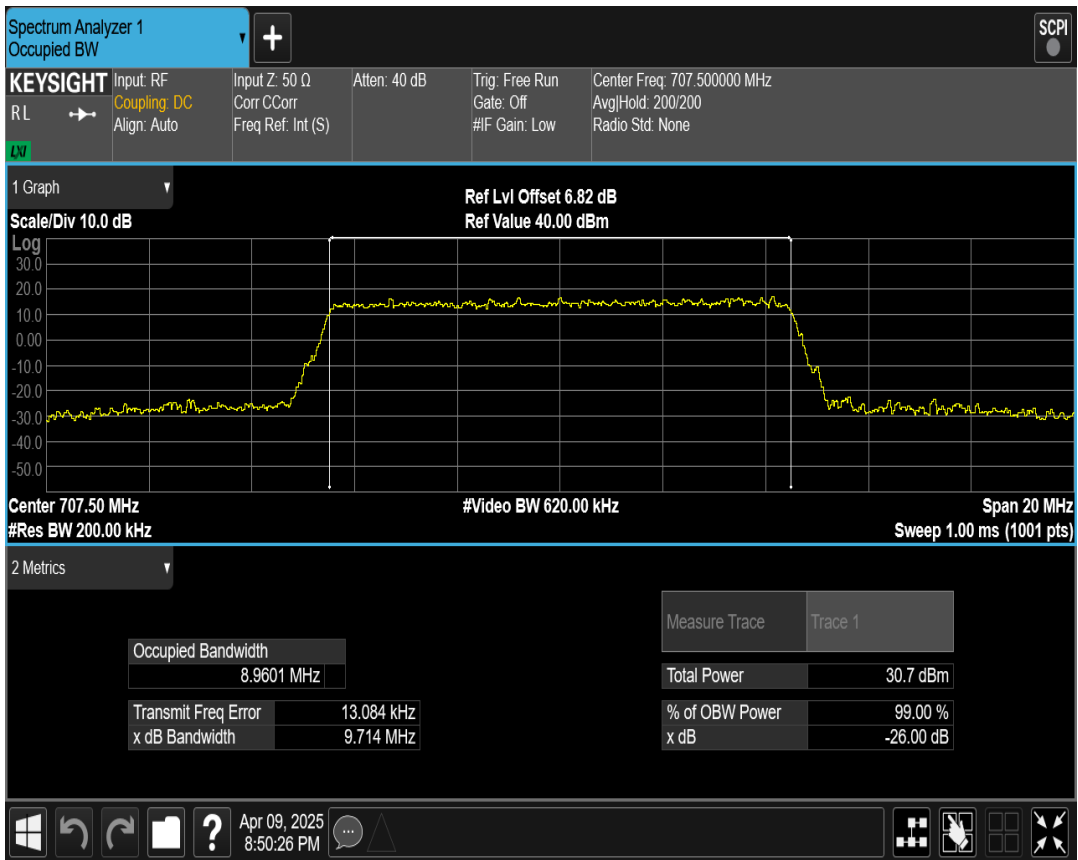 Spectrum Analyzer 1
Occupied BW
+
SCPI
KEYSIGHT
RL
LXI
Input: RF
Coupling: DC
Align: Auto
Input Z: 50 Ω
Corr CCorr
Freq Ref: Int (S)
Atten: 40 dB
Trig: Free Run
Gate: Off
#IF Gain: Low
Center Freq: 707.500000 MHz
Avg|Hold: 200/200
Radio Std: None
1 Graph
Scale/Div 10.0 dB
Ref Lvl Offset 6.82 dB
Ref Value 40.00 dBm
Log
30.0
20.0
10.0
0.00
-10.0
-20.0
-30.0
-40.0
-50.0
Center 707.50 MHz
#Video BW 620.00 kHz
Span 20 MHz
#Res BW 200.00 kHz
Sweep 1.00 ms (1001 pts)
2 Metrics
Measure Trace Trace 1
Occupied Bandwidth
8.9601 MHz
Total Power 30.7 dBm
Transmit Freq Error 13.084 kHz
% of OBW Power 99.00 %
x dB Bandwidth 9.714 MHz
x dB -26.00 dB
?
Apr 09, 2025
8:50:26 PM